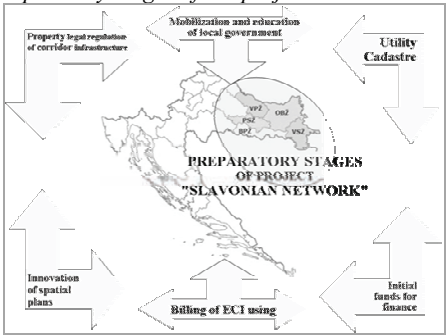 Mobilization and education
of local government
Property legal regulation
of corridor infrastructure
Utility
Cadastre
VPŽ
OBŽ
PSŽ
BPŽ
VSŽ
PREPARATORY STAGES
OF PROJECT
"SLAVONIAN NETWORK"
Innovation
of spatial
plans
Billing of ECI using
Initial
funds for
finance